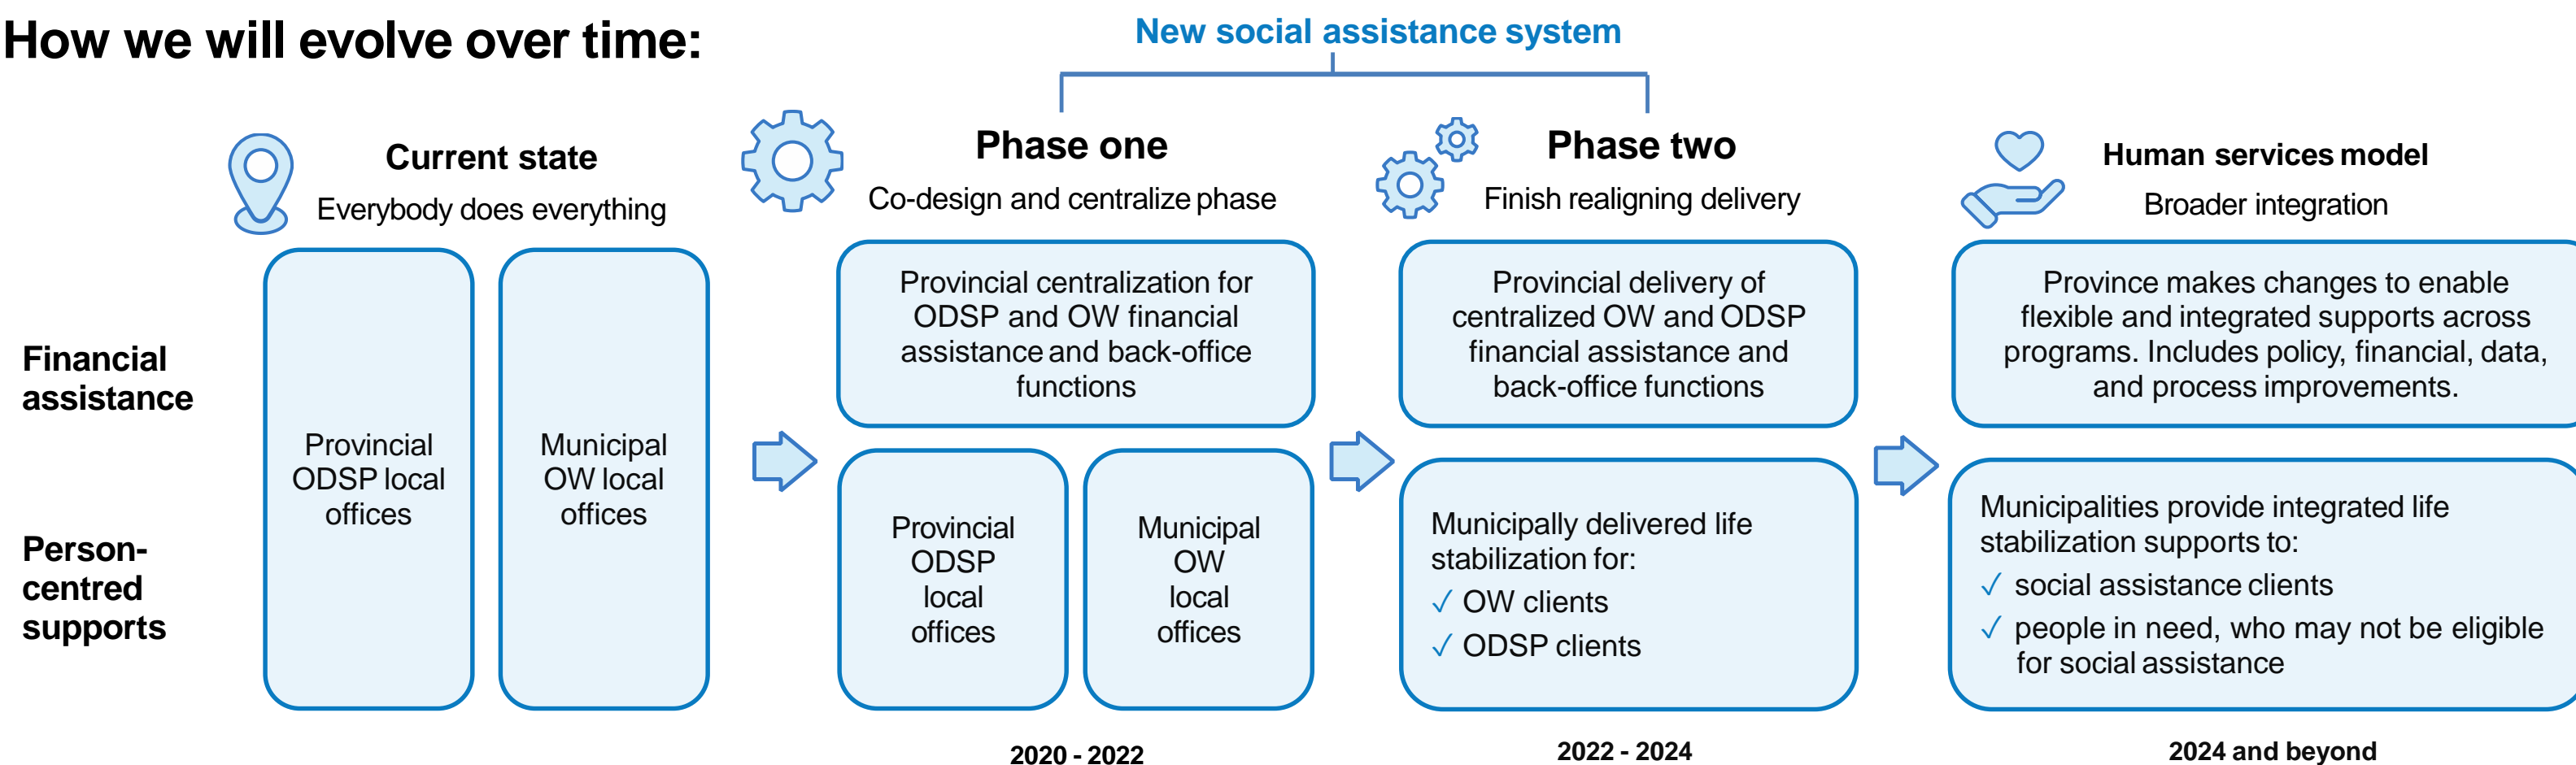 How we will evolve over time:
New social assistance system
Current state
Everybody does everything
Phase one
Co-design and centralize phase
Phase two
Finish realigning delivery
Human services model
Broader integration
Financial
assistance
Person-
centred
supports
Provincial
ODSP local
offices
Municipal
OW local
offices
Provincial centralization for
ODSP and OW financial
assistance and back-office
functions
Provincial
ODSP
local
offices
Municipal
OW
local
offices
2020 - 2022
Provincial delivery of
centralized OW and ODSP
financial assistance and
back-office functions
Municipally delivered life
stabilization for:
✓ OW clients
✓ ODSP clients
2022 - 2024
Province makes changes to enable
flexible and integrated supports across
programs. Includes policy, financial, data,
and process improvements.
Municipalities provide integrated life
stabilization supports to:
✓ social assistance clients
✓ people in need, who may not be eligible
for social assistance
2024 and beyond